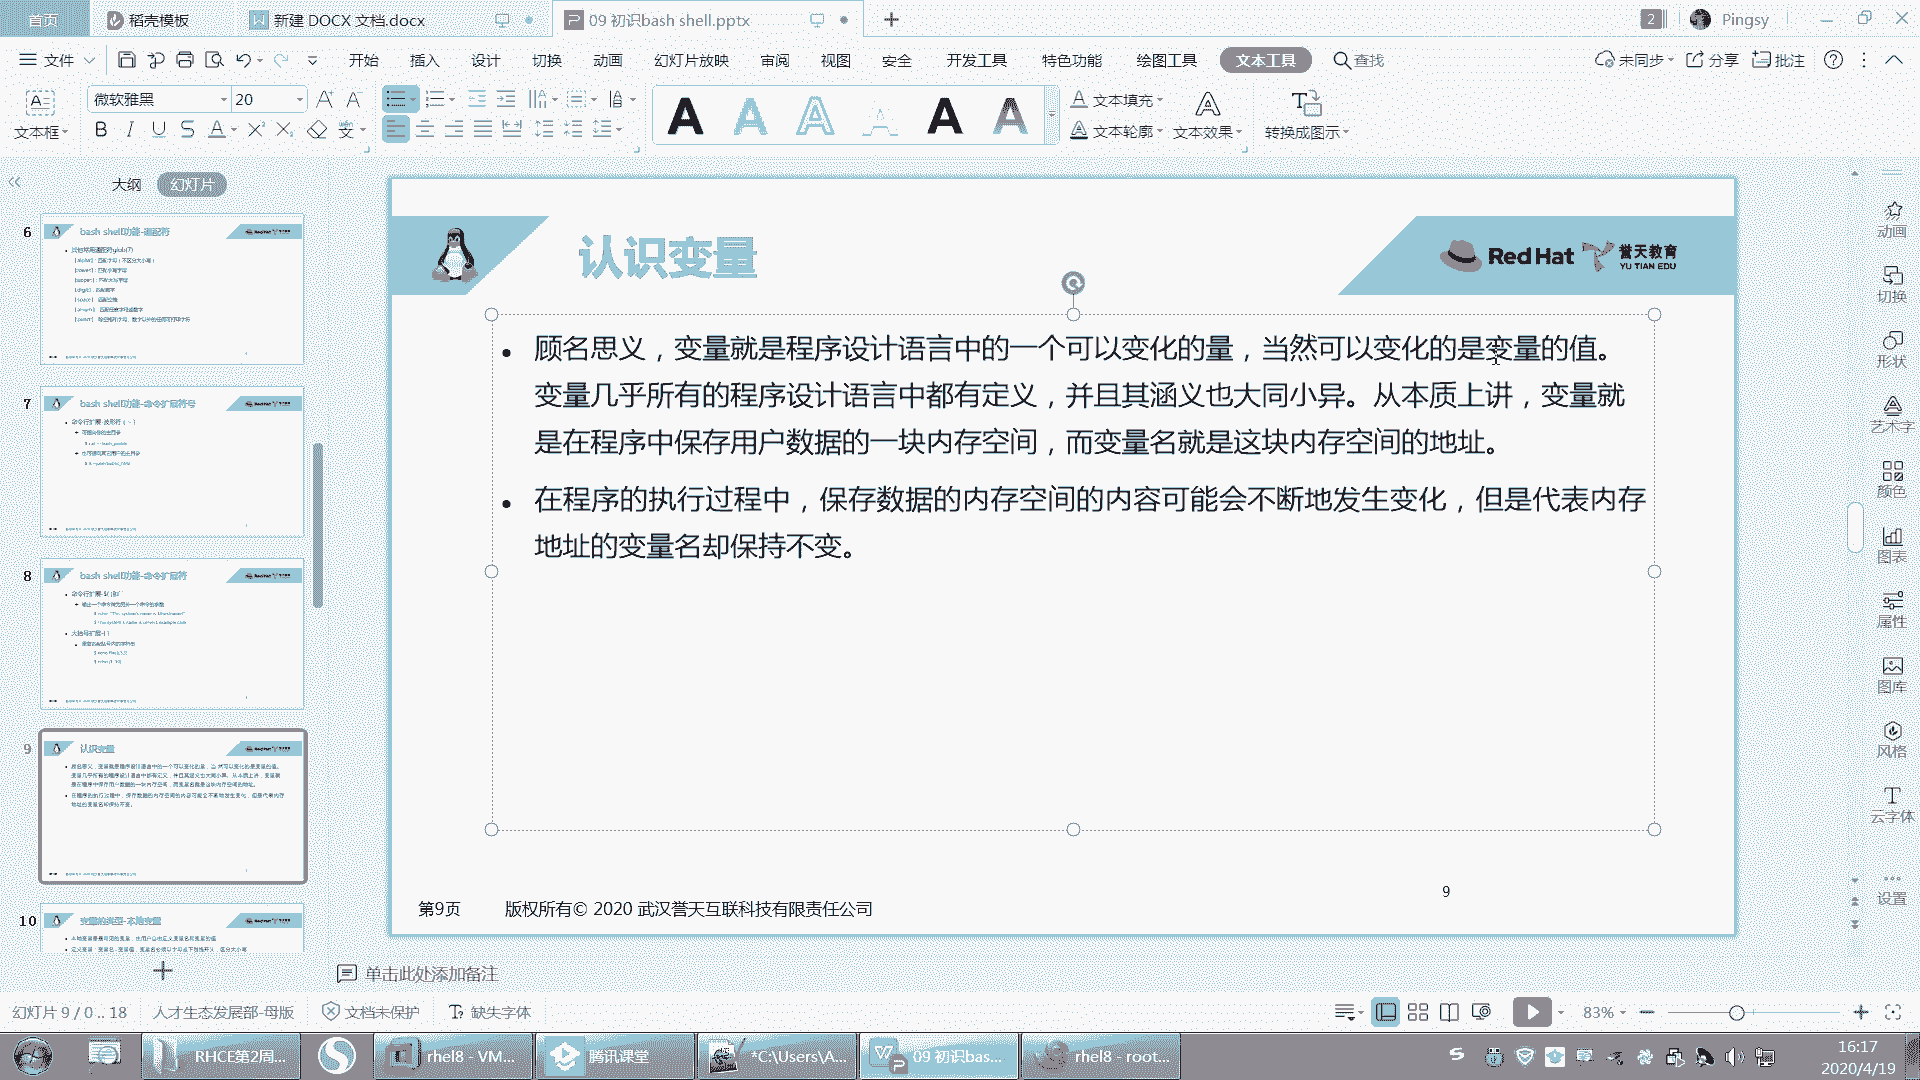 首页
稻壳模板
新建 DOCX 文档.docx
09 初识bash shell.pptx
2
Pingsy
文件
开始
插入
设计
切换
动画
幻灯片放映
审阅
视图
安全
开发工具
特色功能
绘图工具
文本工具
查找
未同步
分享
批注
文本框
微软雅黑
20
文本填充
文本轮廓
文本效果
转换成图示
大纲
幻灯片
6
bash shell功能-通配符
7
bash shell功能-命令扩展符号
8
bash shell功能-命令扩展符
9
认识变量
10
变量的类型-本地变量
认识变量
Red Hat
誉天教育
YU TIAN EDU
• 顾名思义，变量就是程序设计语言中的一个可以变化的量，当然可以变化的是变量的值。
变量几乎所有的程序设计语言中都有定义，并且其涵义也大同小异。从本质上讲，变量就
是在程序中保存用户数据的一块内存空间，而变量名就是这块内存空间的地址。
• 在程序的执行过程中，保存数据的内存空间的内容可能会不断地发生变化，但是代表内存
地址的变量名却保持不变。
9
第9页
版权所有© 2020 武汉誉天互联科技有限责任公司
动画
切换
形状
艺术字
颜色
图表
属性
图库
风格
云字体
设置
单击此处添加备注
幻灯片 9 / 0 .. 18
人才生态发展部-母版
文档未保护
缺失字体
83%
RHCE第2周...
rhel8 - VM...
腾讯课堂
*C:\Users\A...
09 初识bas...
rhel8 - root...
16:17
2020/4/19